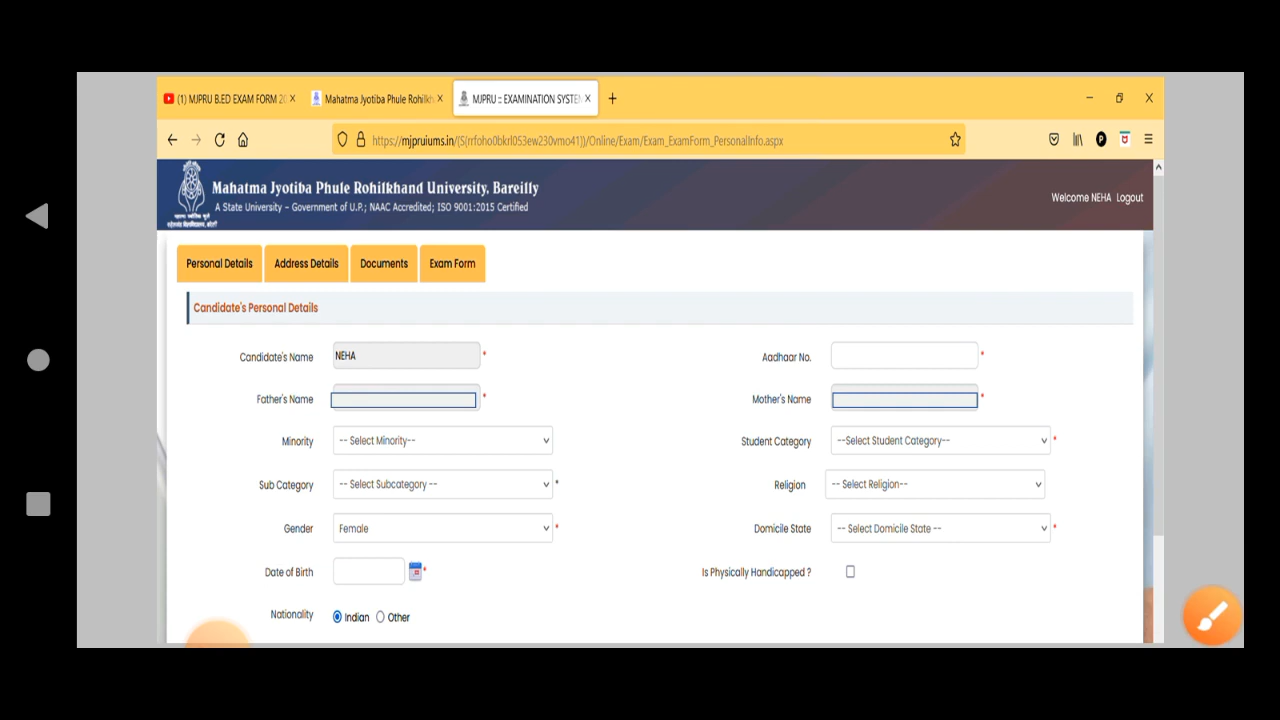 (1) MJPRU B.ED EXAM FORM 20 × Mahatma Jyotiba Phule Rohilkh × MJPRU :: EXAMINATION SYSTEM ×
https://mjpruiums.in/(S(rrfoho0bkrl053ew230vmo41))/Online/Exam/Exam_ExamForm_PersonalInfo.aspx
Mahatma Jyotiba Phule Rohilkhand University, Bareilly
A State University - Government of U.P.; NAAC Accredited; ISO 9001:2015 Certified
Welcome NEHA Logout
Personal Details Address Details Documents Exam Form
Candidate's Personal Details
Candidate's Name NEHA * Aadhaar No. *
Father's Name * Mother's Name *
Minority -- Select Minority-- Student Category --Select Student Category-- *
Sub Category -- Select Subcategory -- * Religion -- Select Religion--
Gender Female * Domicile State -- Select Domicile State -- *
Date of Birth * Is Physically Handicapped ?
Nationality Indian Other